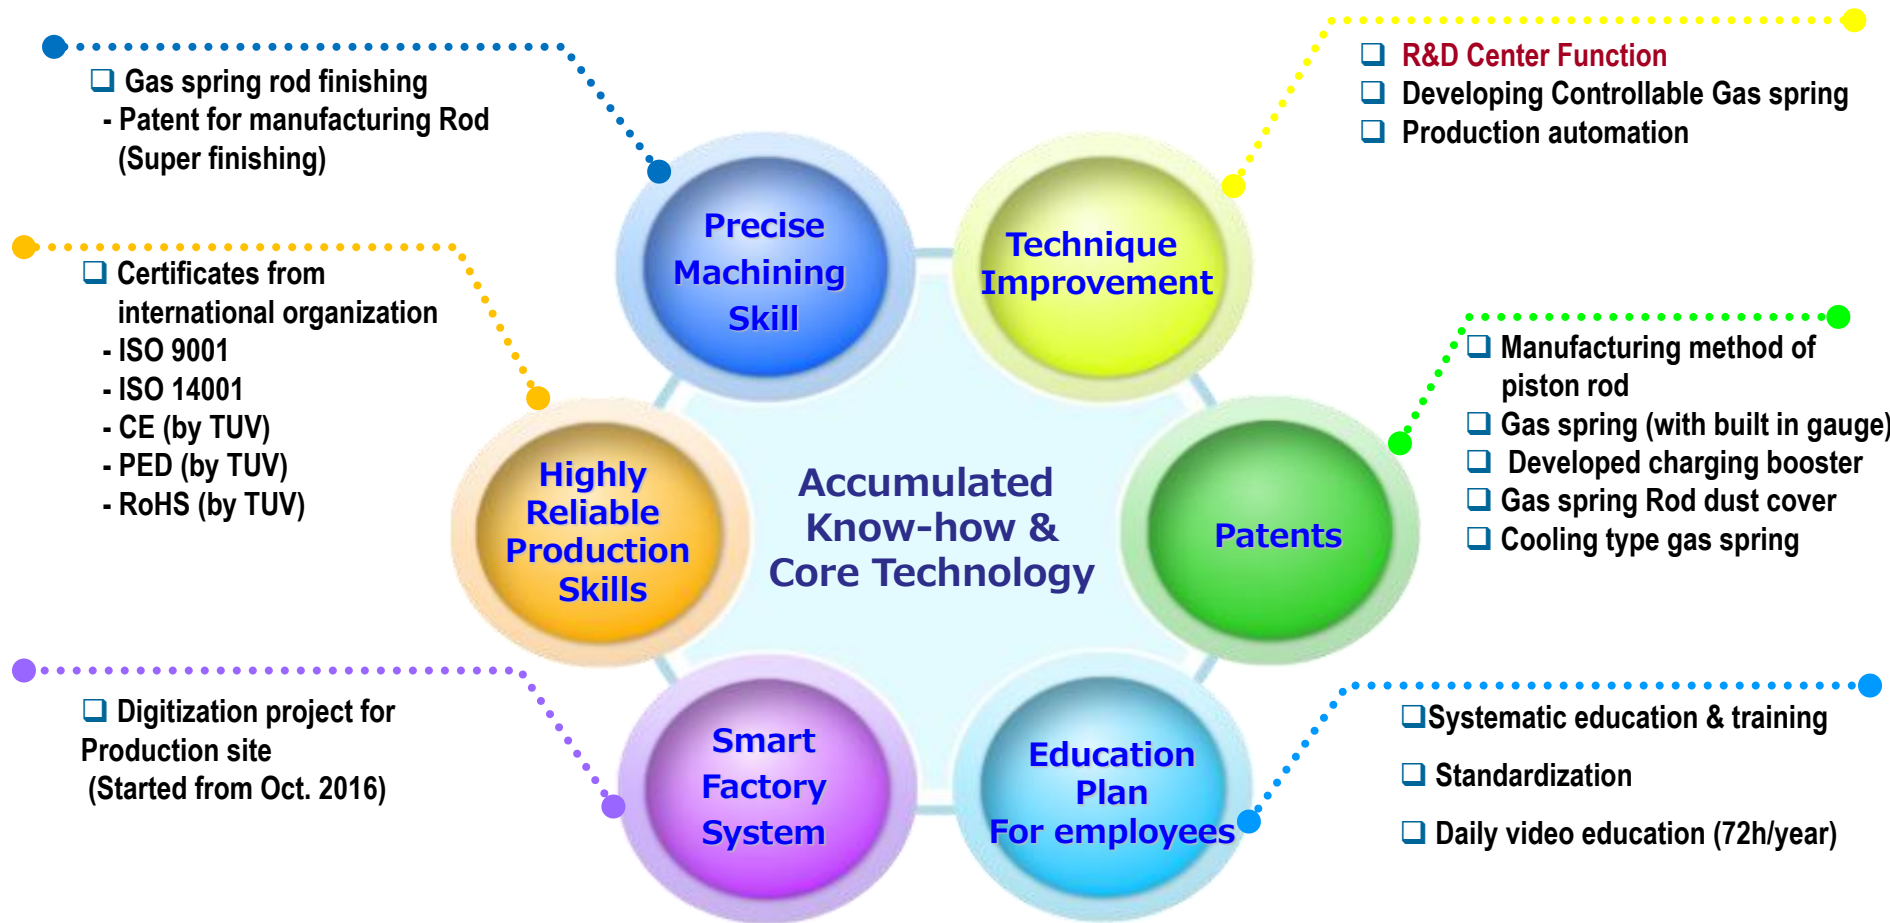 ❑ Gas spring rod finishing
- Patent for manufacturing Rod
(Super finishing)
❑ R&D Center Function
❑ Developing Controllable Gas spring
❑ Production automation
Precise
Machining
Skill
Technique
Improvement
❑ Certificates from
international organization
- ISO 9001
- ISO 14001
- CE (by TUV)
- PED (by TUV)
- RoHS (by TUV)
❑ Manufacturing method of
piston rod
❑ Gas spring (with built in gauge)
❑ Developed charging booster
❑ Gas spring Rod dust cover
❑ Cooling type gas spring
Highly
Reliable
Production
Skills
Accumulated
Know-how &
Core Technology
Patents
❑ Digitization project for
Production site
(Started from Oct. 2016)
Smart
Factory
System
Education
Plan
For employees
❑Systematic education & training
❑ Standardization
❑ Daily video education (72h/year)